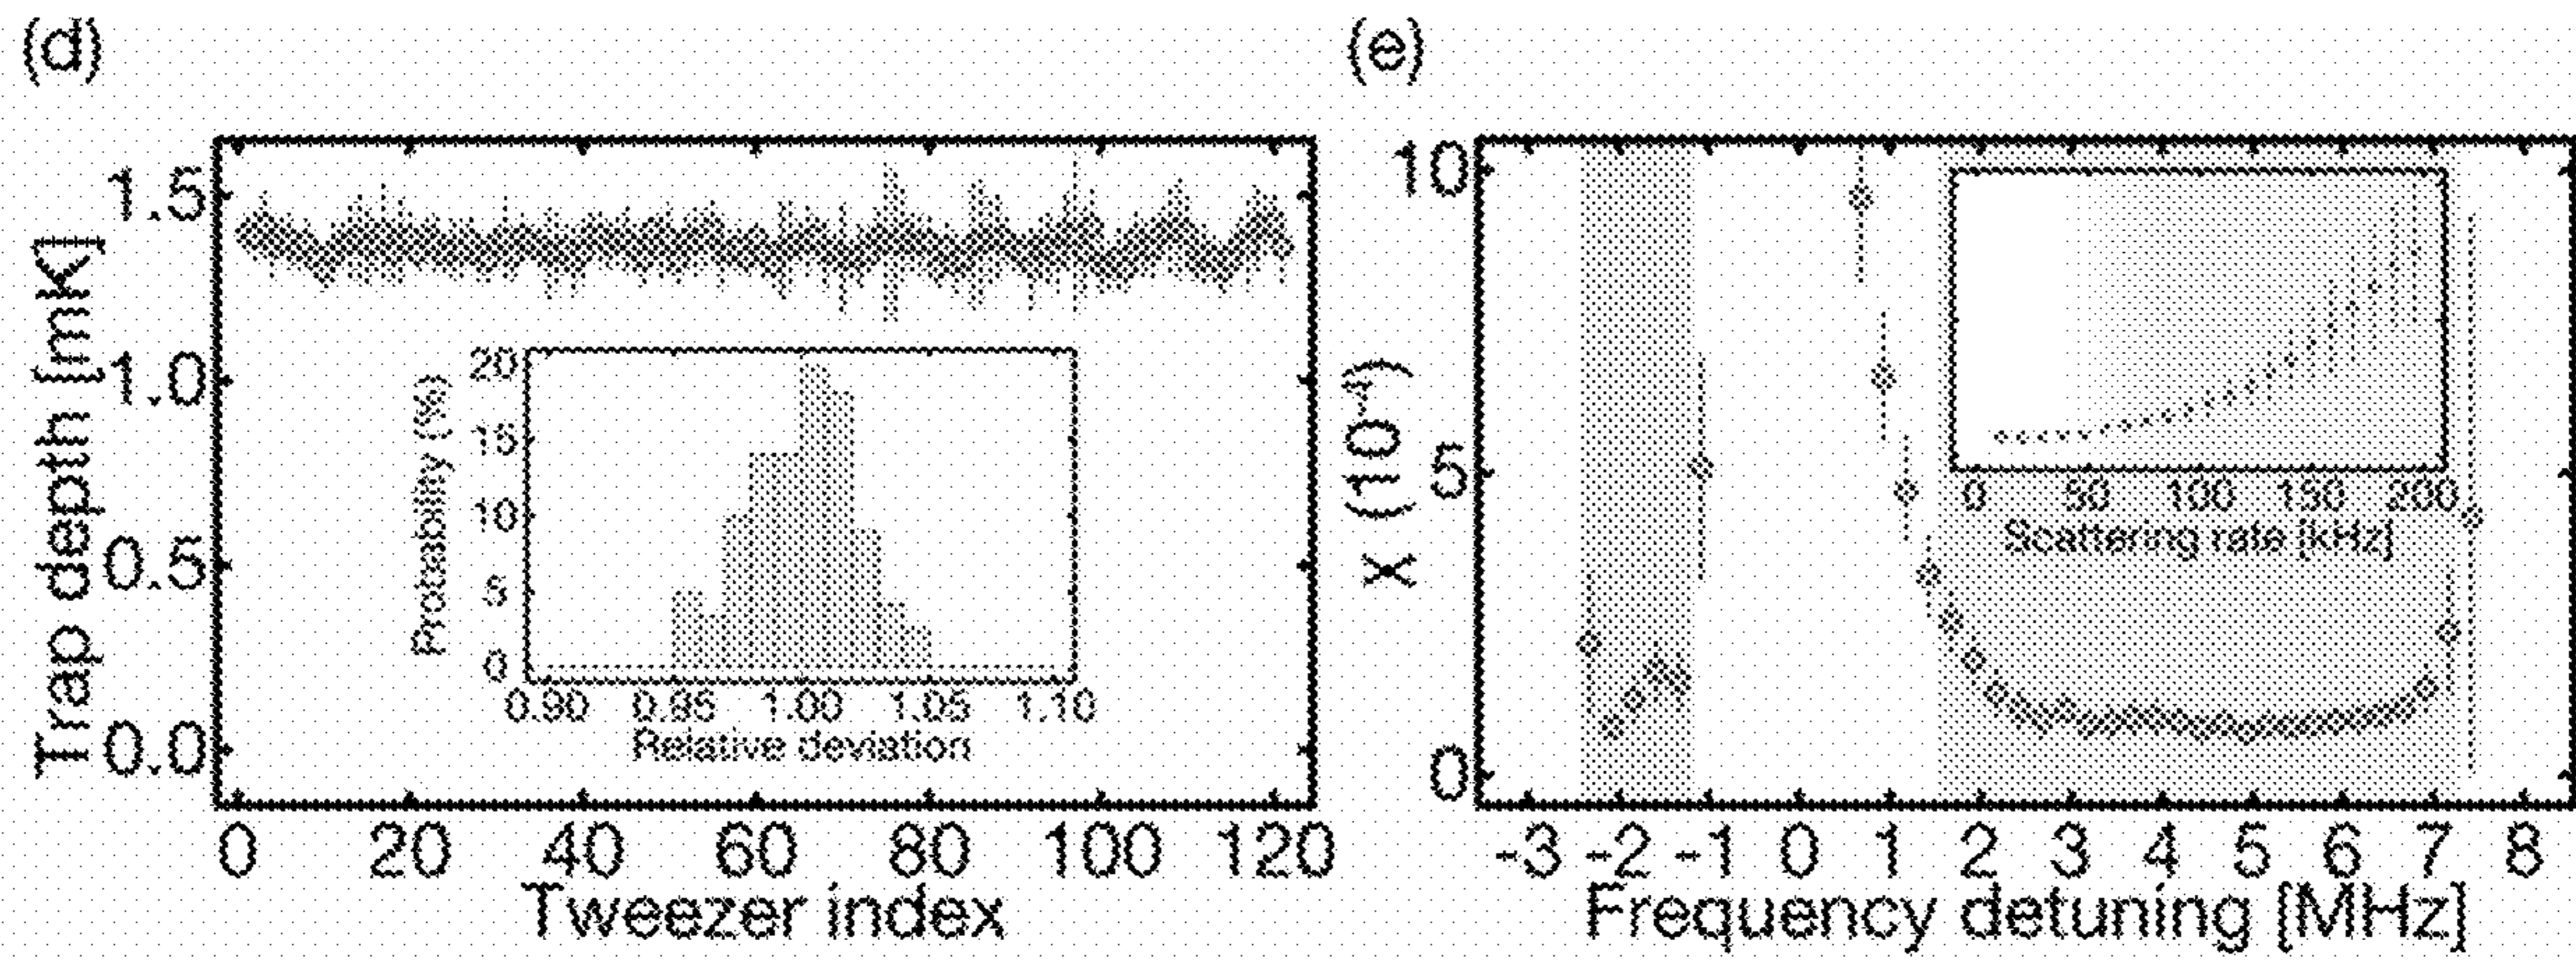 (d)
(e)
Trap depth [mK]
1.5
1.0
0.5
0.0
0 20 40 60 80 100 120
Tweezer index
Probability (%)
20
15
10
5
0
0.90 0.95 1.00 1.05 1.10
Relative deviation
χ (10⁻⁴)
10
5
0
-3 -2 -1 0 1 2 3 4 5 6 7 8
Frequency detuning [MHz]
0 50 100 150 200
Scattering rate [kHz]